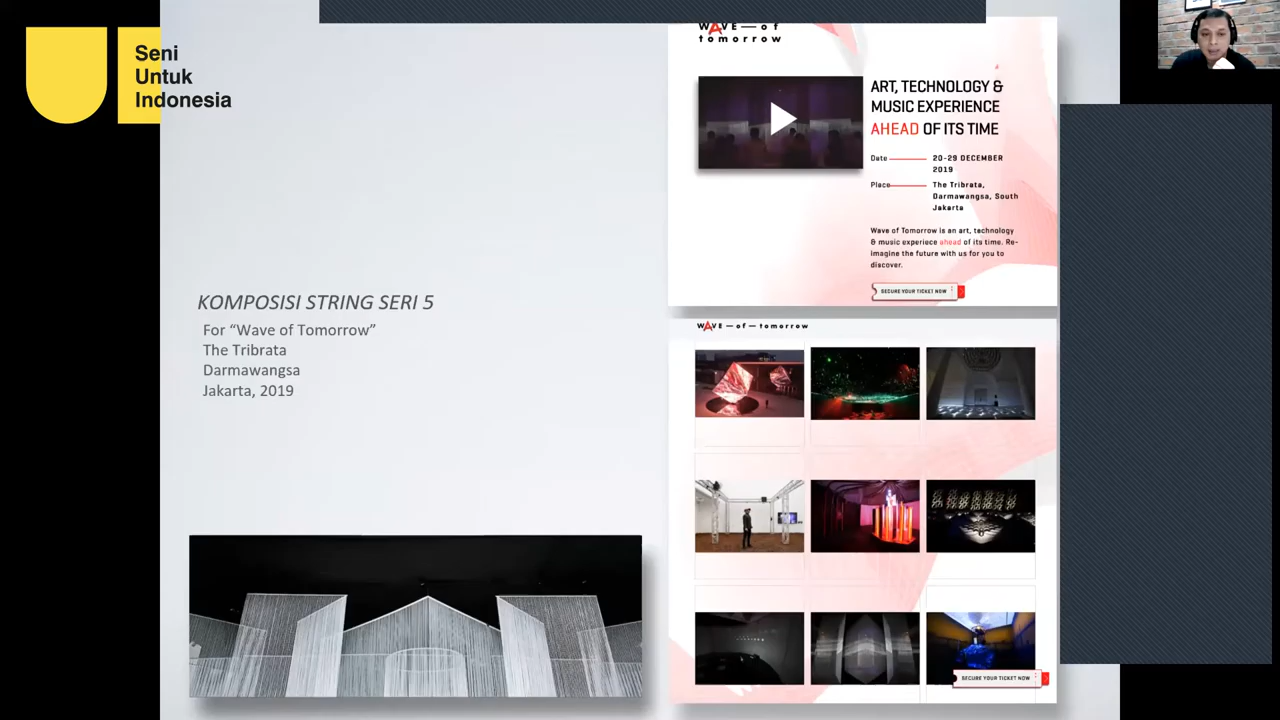 Seni
Untuk
Indonesia
KOMPOSISI STRING SERI 5
For “Wave of Tomorrow”
The Tribrata
Darmawangsa
Jakarta, 2019
WAVE — of
tomorrow
ART, TECHNOLOGY &
MUSIC EXPERIENCE
AHEAD OF ITS TIME
Date
20-29 DECEMBER
2019
Place
The Tribrata,
Darmawangsa, South
Jakarta
Wave of Tomorrow is an art, technology
& music experiece ahead of its time. Re-
imagine the future with us for you to
discover.
SECURE YOUR TICKET NOW
WAVE — of — tomorrow
SECURE YOUR TICKET NOW